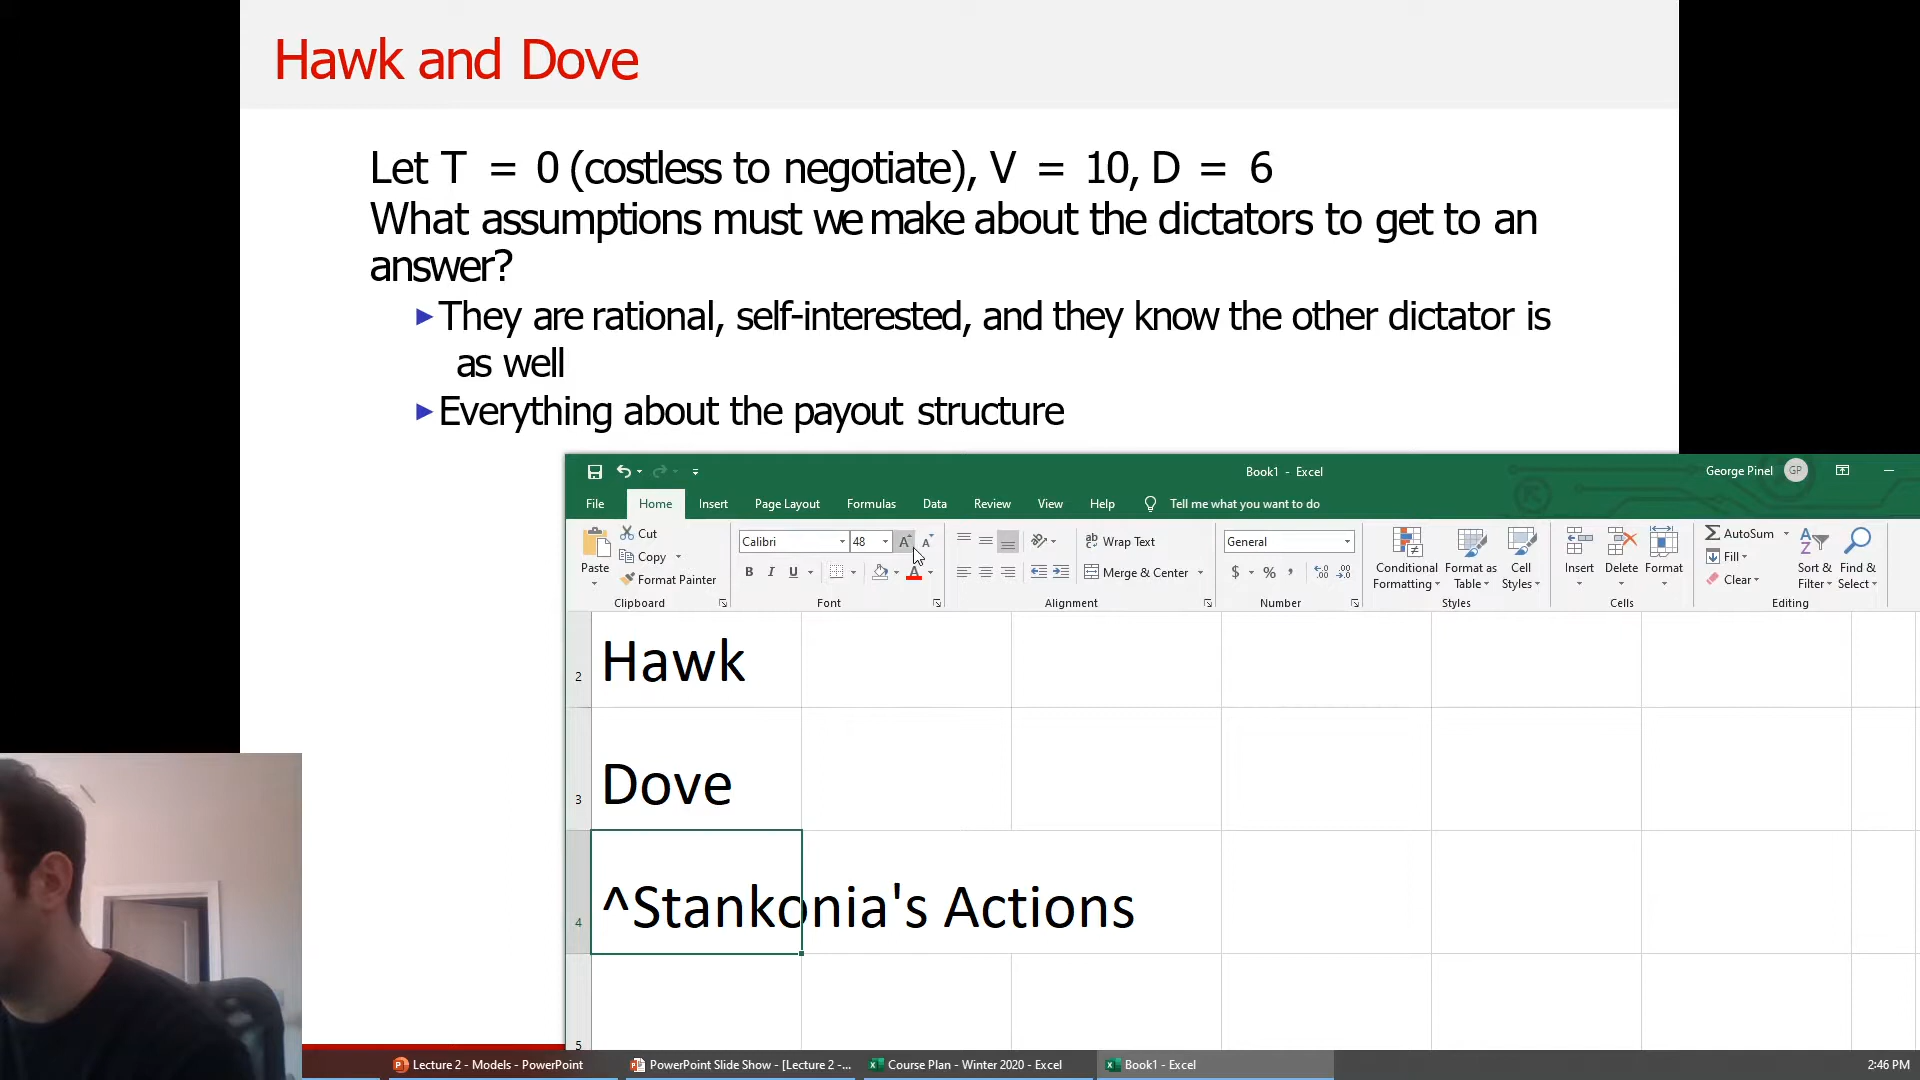 Hawk and Dove
Let T = 0 (costless to negotiate), V = 10, D = 6
What assumptions must we make about the dictators to get to an
answer?
▶They are rational, self-interested, and they know the other dictator is
as well
▶Everything about the payout structure
Book1 - Excel
George Pinel GP
File Home Insert Page Layout Formulas Data Review View Help Tell me what you want to do
Cut
Copy
Format Painter
Paste
Clipboard
Calibri 48
B I U
Font
Wrap Text
Merge & Center
Alignment
General
$ % ,
Number
Conditional Formatting
Format as Table
Cell Styles
Styles
Insert Delete Format
Cells
AutoSum
Fill
Clear
Sort & Filter
Find & Select
Editing
2 Hawk
3 Dove
4 ^Stankonia's Actions
5
Lecture 2 - Models - PowerPoint
PowerPoint Slide Show - [Lecture 2 -...
Course Plan - Winter 2020 - Excel
Book1 - Excel
2:46 PM